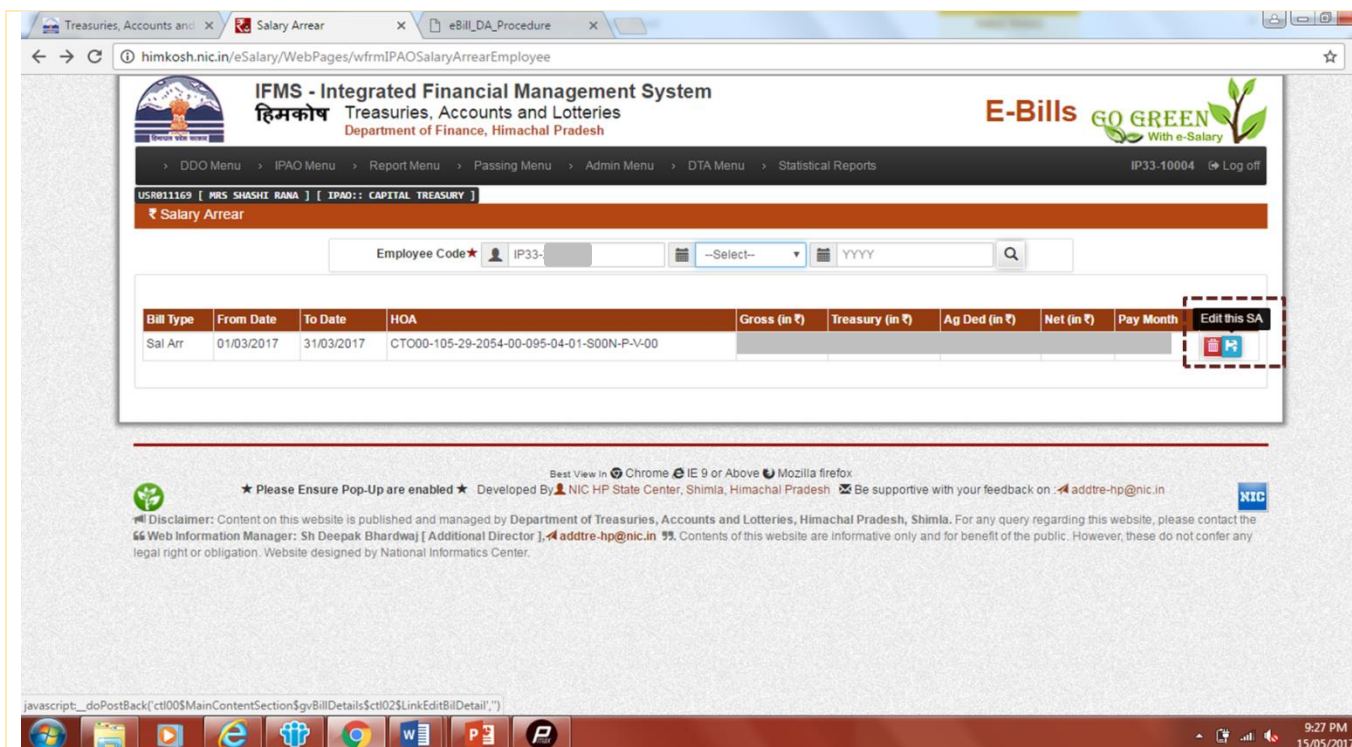 Treasuries, Accounts and
Salary Arrear
eBill_DA_Procedure
himkosh.nic.in/eSalary/WebPages/wfrmIPAOSalaryArrearEmployee
IFMS - Integrated Financial Management System
हिमकोष Treasuries, Accounts and Lotteries
Department of Finance, Himachal Pradesh
E-Bills GO GREEN
With e-Salary
› DDO Menu › IPAO Menu › Report Menu › Passing Menu › Admin Menu › DTA Menu › Statistical Reports IP33-10004 Log off
USR011169 [ MRS SHASHI RANA ] [ IPAO:: CAPITAL TREASURY ]
₹ Salary Arrear
Employee Code★ IP33- --Select-- YYYY
Edit this SA
Bill Type From Date To Date HOA Gross (in ₹) Treasury (in ₹) Ag Ded (in ₹) Net (in ₹) Pay Month
Sal Arr 01/03/2017 31/03/2017 CTO00-105-29-2054-00-095-04-01-S00N-P-V-00
Best View In Chrome IE 9 or Above Mozilla firefox
★ Please Ensure Pop-Up are enabled ★ Developed By NIC HP State Center, Shimla, Himachal Pradesh Be supportive with your feedback on : addtre-hp@nic.in
NIC
Disclaimer: Content on this website is published and managed by Department of Treasuries, Accounts and Lotteries, Himachal Pradesh, Shimla. For any query regarding this website, please contact the
Web Information Manager: Sh Deepak Bhardwaj [ Additional Director ], addtre-hp@nic.in . Contents of this website are informative only and for benefit of the public. However, these do not confer any
legal right or obligation. Website designed by National Informatics Center.
javascript:__doPostBack('ctl00$MainContentSection$gvBillDetails$ctl02$LinkEditBilDetail','')
9:27 PM
15/05/2017